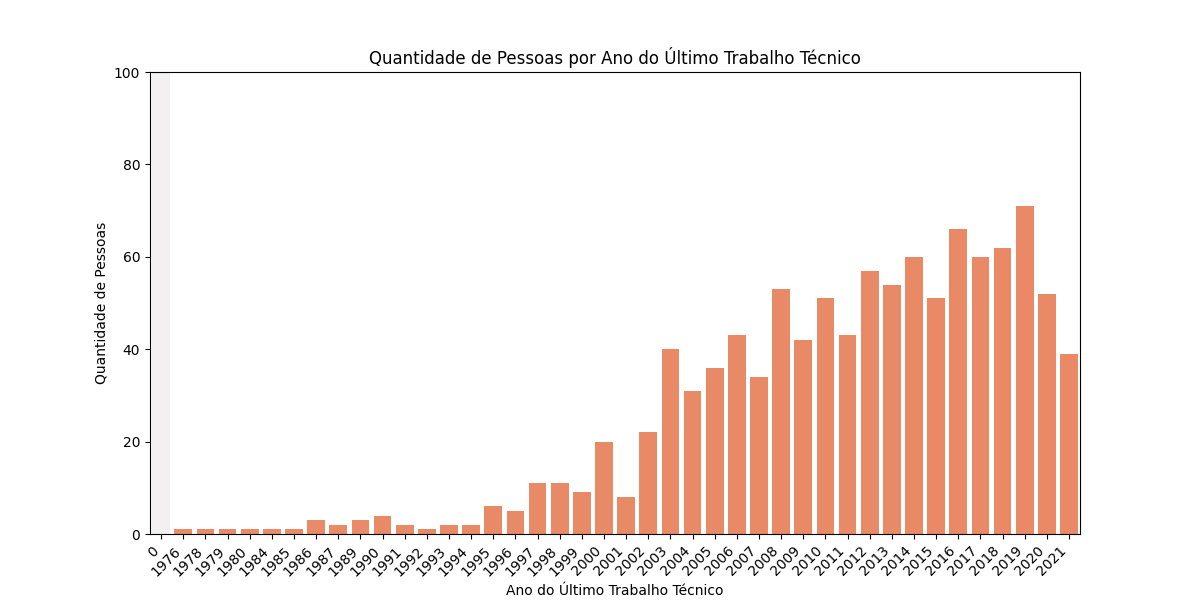 Quantidade de Pessoas por Ano do Último Trabalho Técnico
Quantidade de Pessoas
100
80
60
40
20
0
0 1976 1978 1979 1980 1984 1985 1986 1987 1989 1990 1991 1992 1993 1994 1995 1996 1997 1998 1999 2000 2001 2002 2003 2004 2005 2006 2007 2008 2009 2010 2011 2012 2013 2014 2015 2016 2017 2018 2019 2020 2021
Ano do Último Trabalho Técnico